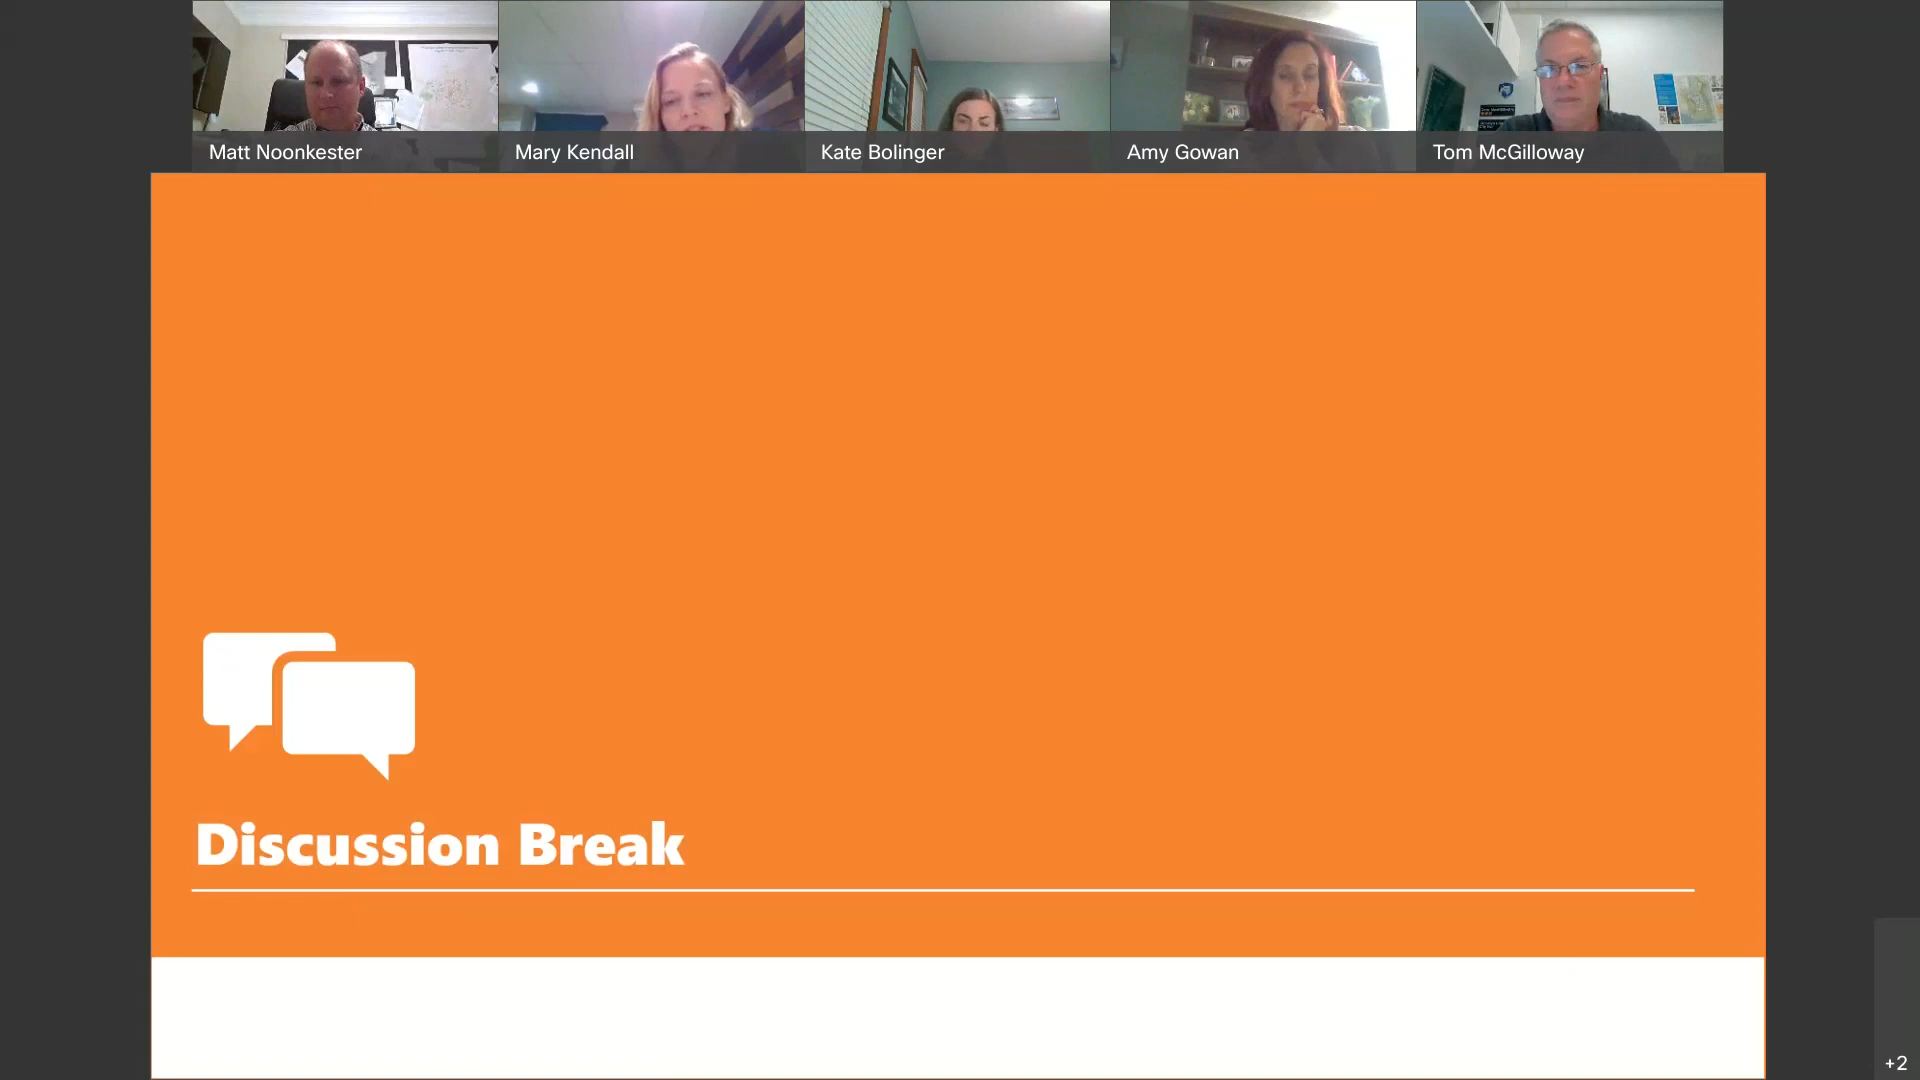 Matt Noonkester
Mary Kendall
Kate Bolinger
Amy Gowan
Tom McGilloway
Discussion Break
+2